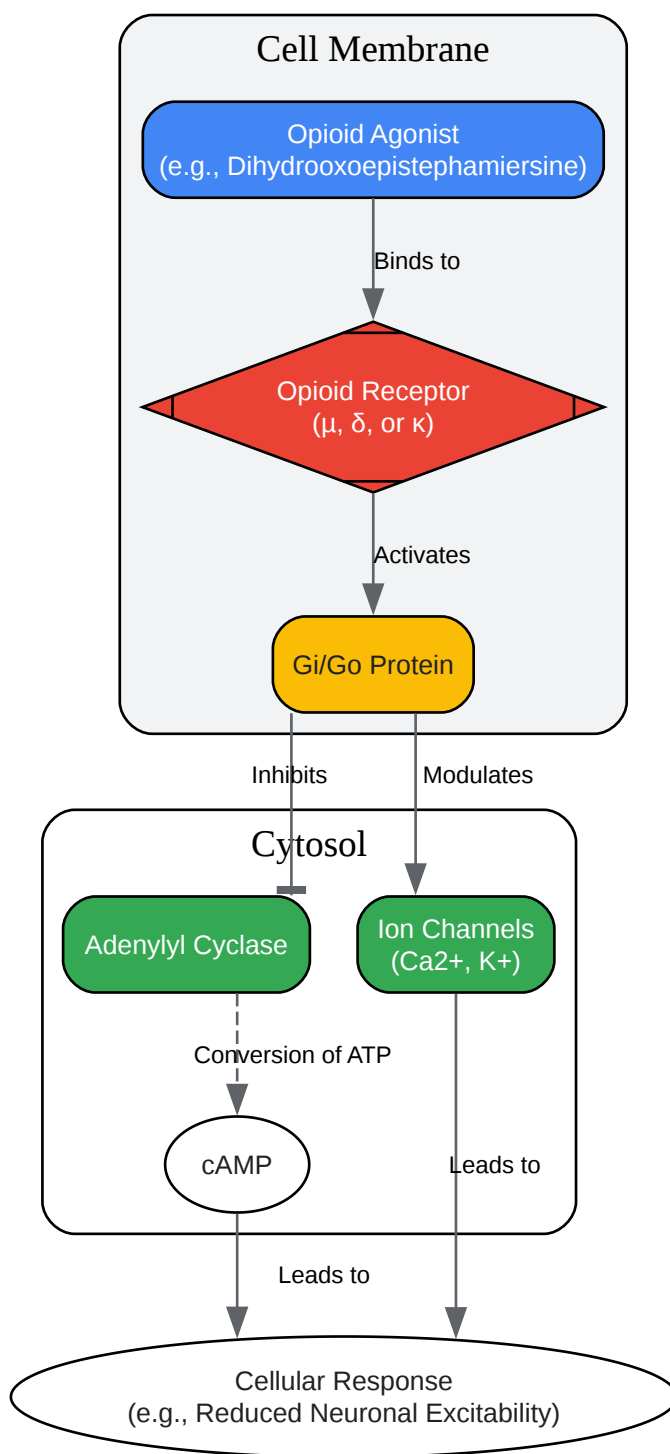 Cell Membrane
Opioid Agonist
(e.g., Dihydrooxoepistephamiersine)
Binds to
Opioid Receptor
(µ, δ, or κ)
Activates
Gi/Go Protein
Inhibits
Modulates
Cytosol
Adenylyl Cyclase
Ion Channels
(Ca2+, K+)
Conversion of ATP
cAMP
Leads to
Leads to
Cellular Response
(e.g., Reduced Neuronal Excitability)